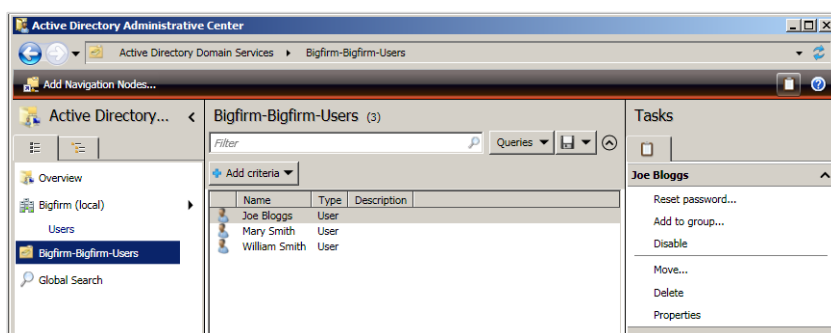 Active Directory Administrative Center
Active Directory Domain Services Bigfirm-Bigfirm-Users
Add Navigation Nodes...
Active Directory...
Overview
Bigfirm (local)
Users
Bigfirm-Bigfirm-Users
Global Search
Bigfirm-Bigfirm-Users (3)
Filter
Queries
Add criteria
Name Type Description
Joe Bloggs User
Mary Smith User
William Smith User
Tasks
Joe Bloggs
Reset password...
Add to group...
Disable
Move...
Delete
Properties